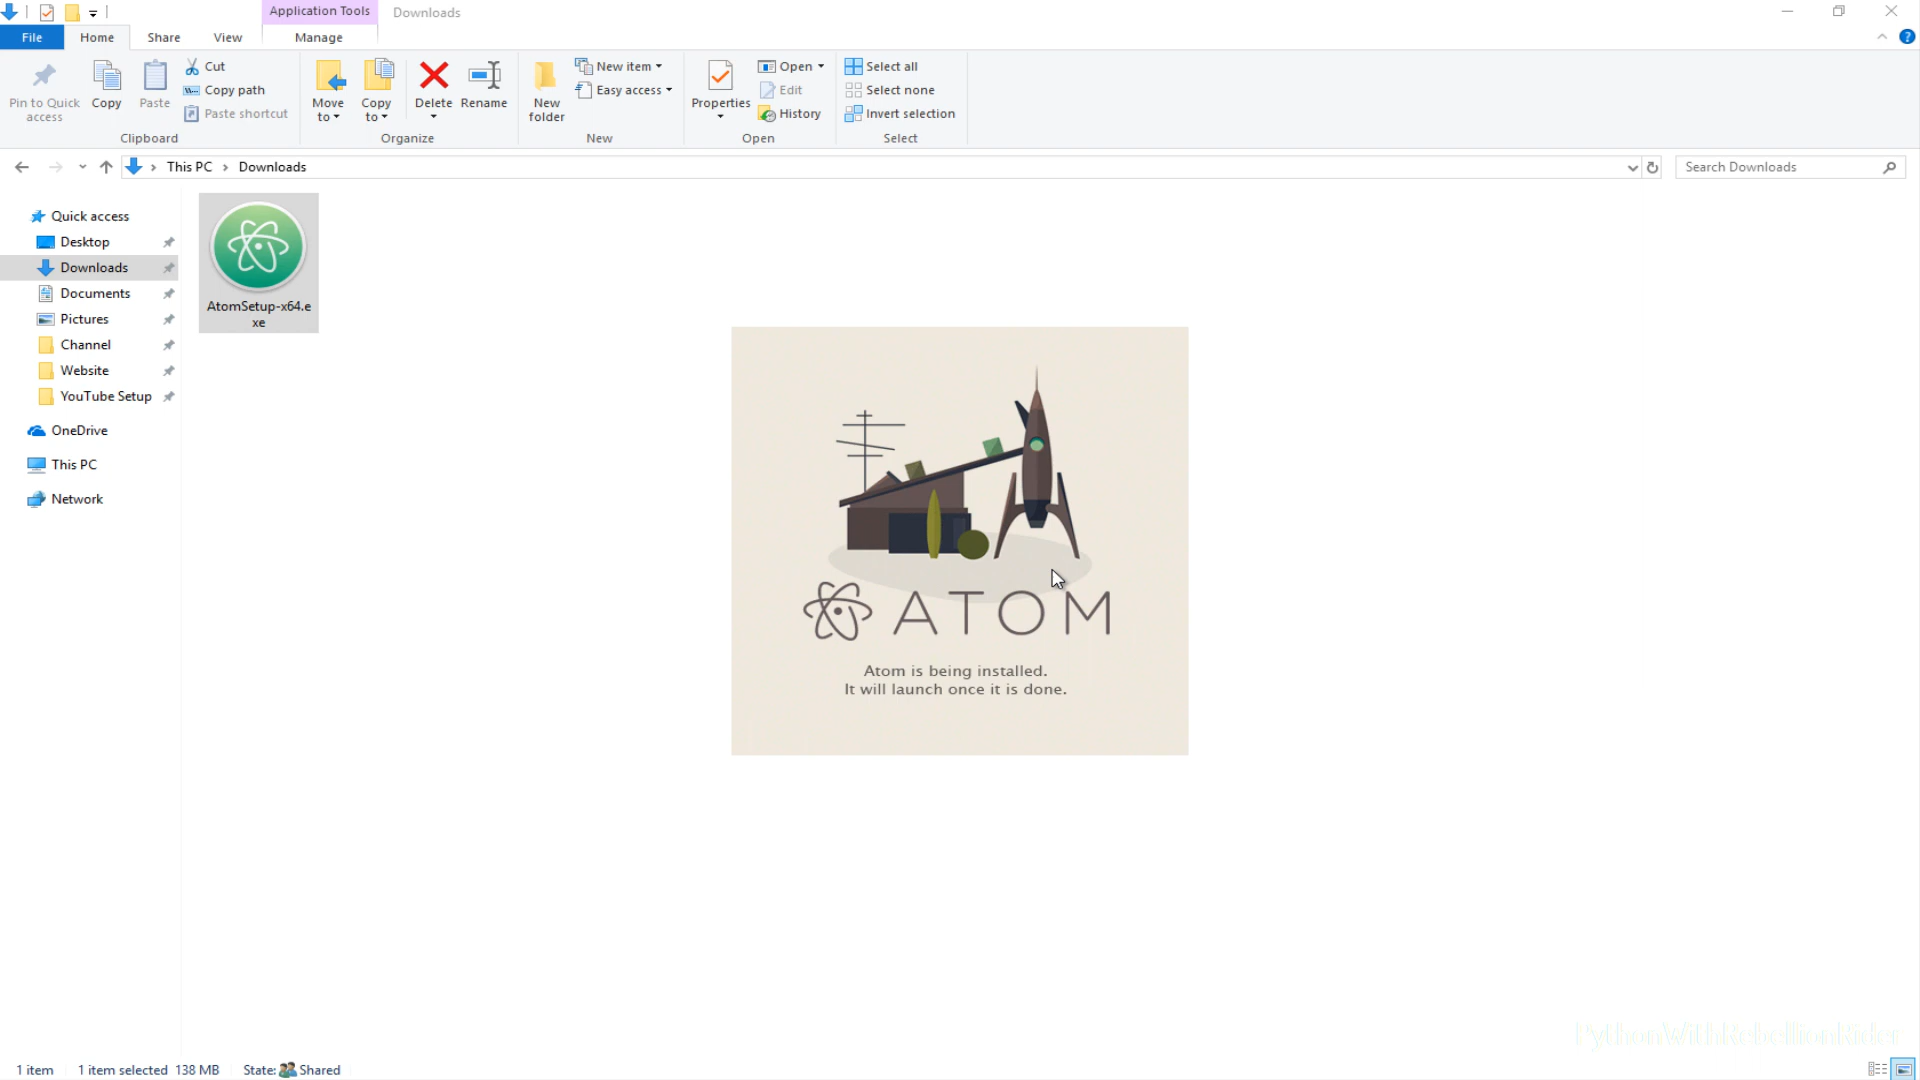 Application Tools
Downloads
File
Home
Share
View
Manage
Pin to Quick
access
Copy
Paste
Cut
Copy path
Paste shortcut
Clipboard
Move
to
Copy
to
Delete
Rename
Organize
New
folder
New item
Easy access
New
Properties
Open
Edit
History
Open
Select all
Select none
Invert selection
Select
This PC
Downloads
Search Downloads
Quick access
Desktop
Downloads
Documents
Pictures
Channel
Website
YouTube Setup
OneDrive
This PC
Network
AtomSetup-x64.e
xe
ATOM
Atom is being installed.
It will launch once it is done.
PythonWithRebellionRider
1 item
1 item selected 138 MB
State: Shared